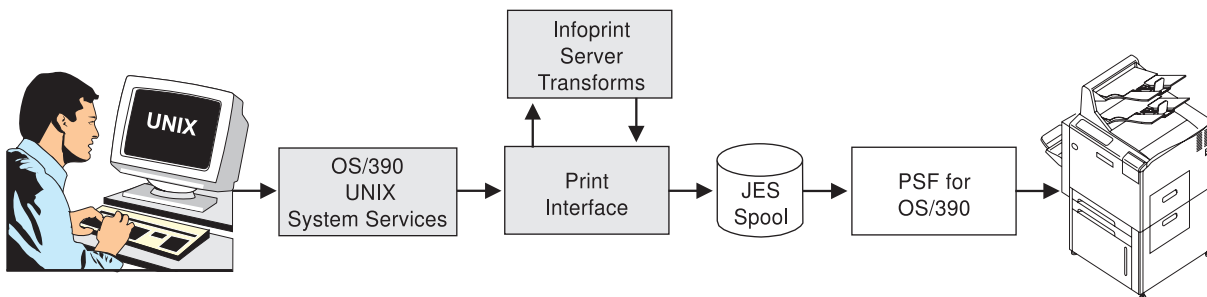 Infoprint
Server
Transforms
UNIX
OS/390
UNIX
System Services
Print
Interface
JES
Spool
PSF for
OS/390